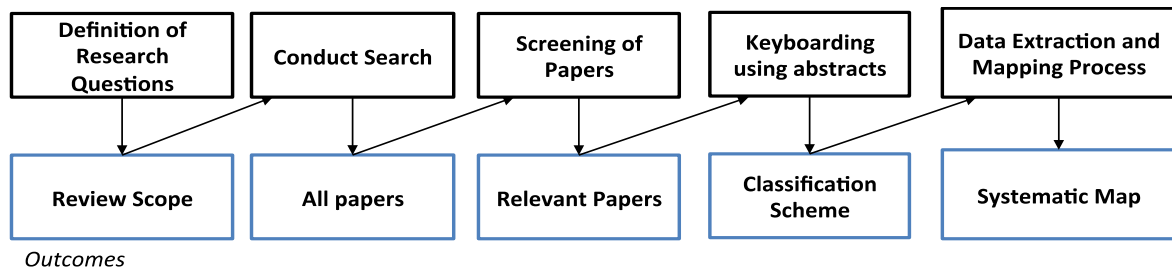 Definition of
Research
Questions
Conduct Search
Screening of
Papers
Keyboarding
using abstracts
Data Extraction and
Mapping Process
Review Scope
All papers
Relevant Papers
Classification
Scheme
Systematic Map
Outcomes